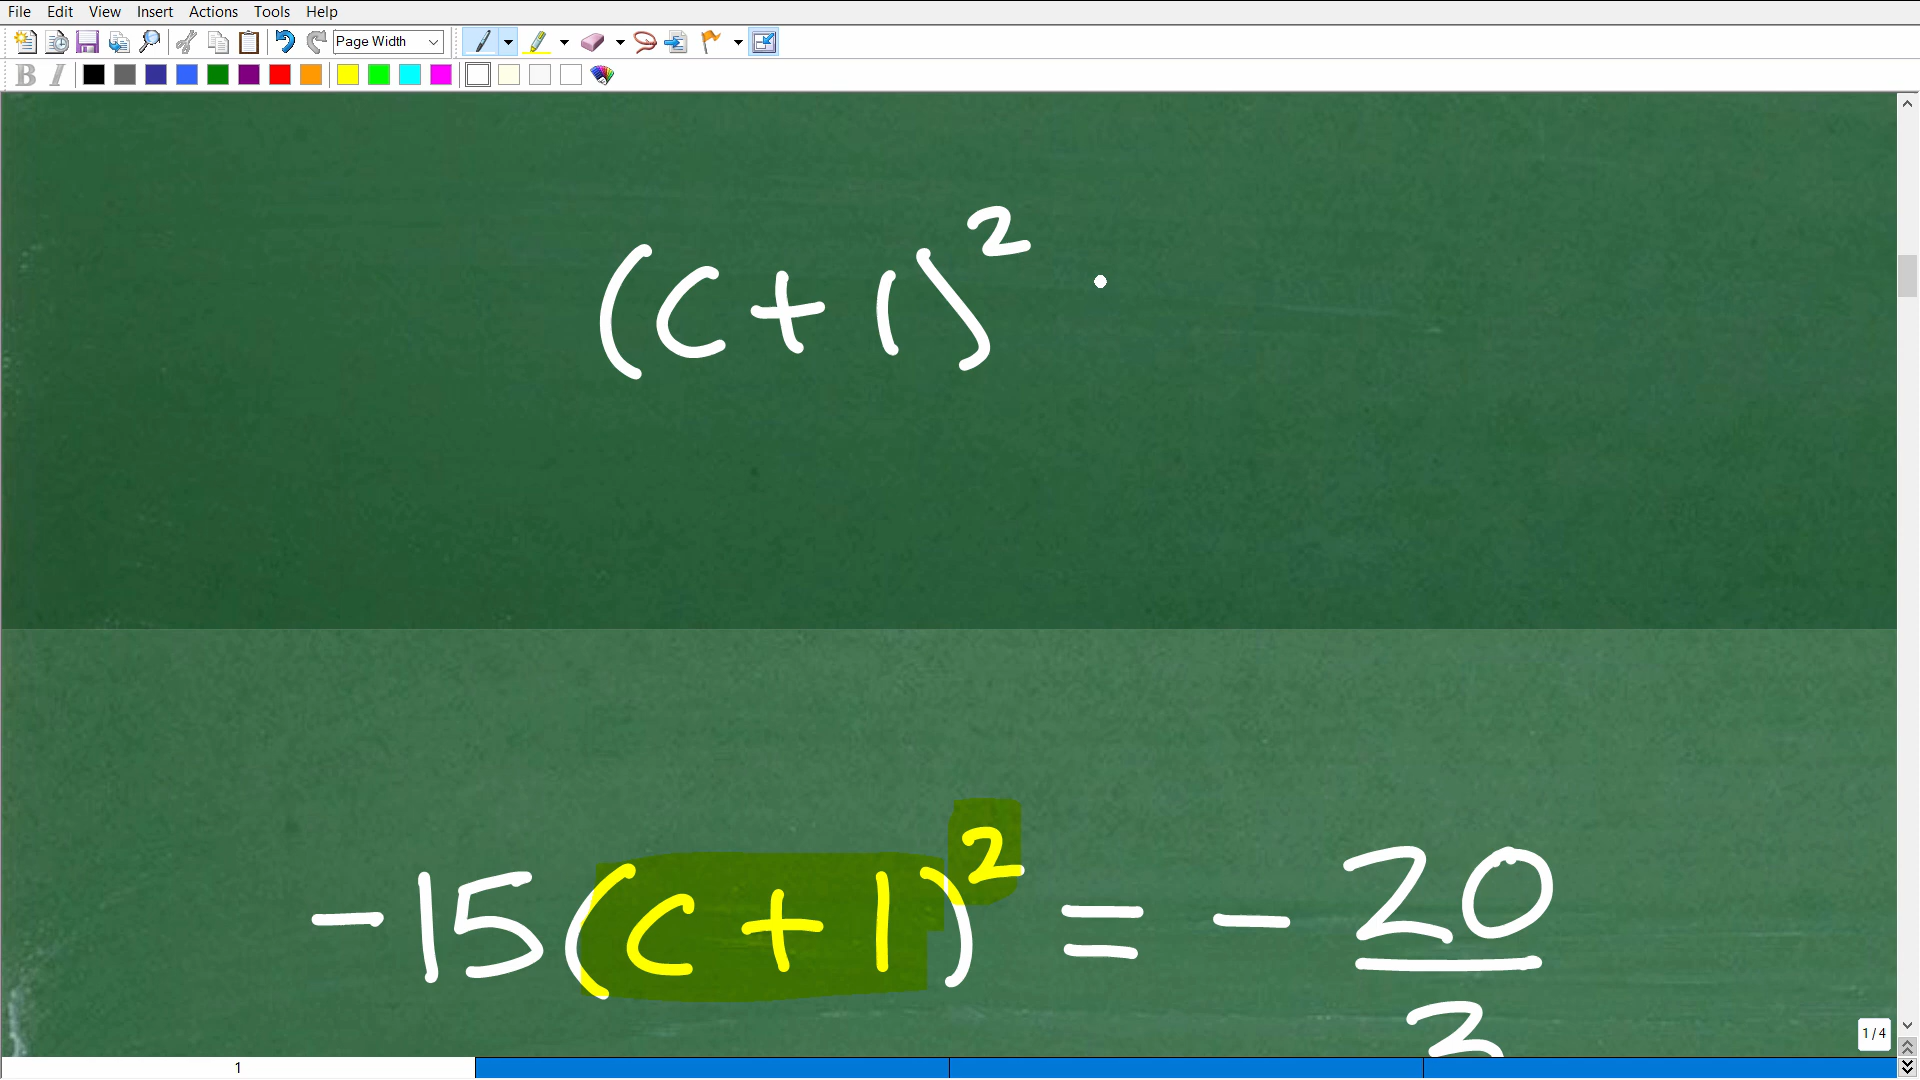 File Edit View Insert Actions Tools Help
Page Width
B I
(c+1)²
-15(c+1)² = - 20
3
1/4
1